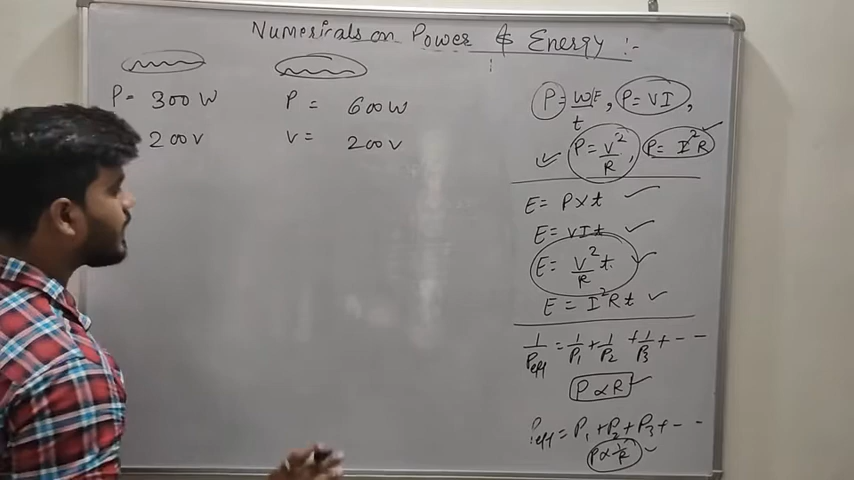 Numericals on Power & Energy :-
P = 300 W
200 V
P = 600 W
V = 200 V
P = W/E / t , P = VI ,
P = V²/R , P = I²R
E = P × t
E = VIt
E = V²/R t
E = I²Rt
1/Peff = 1/P1 + 1/P2 + 1/P3 + - -
P ∝ R
Peff = P1 + P2 + P3 + - -
P ∝ 1/R